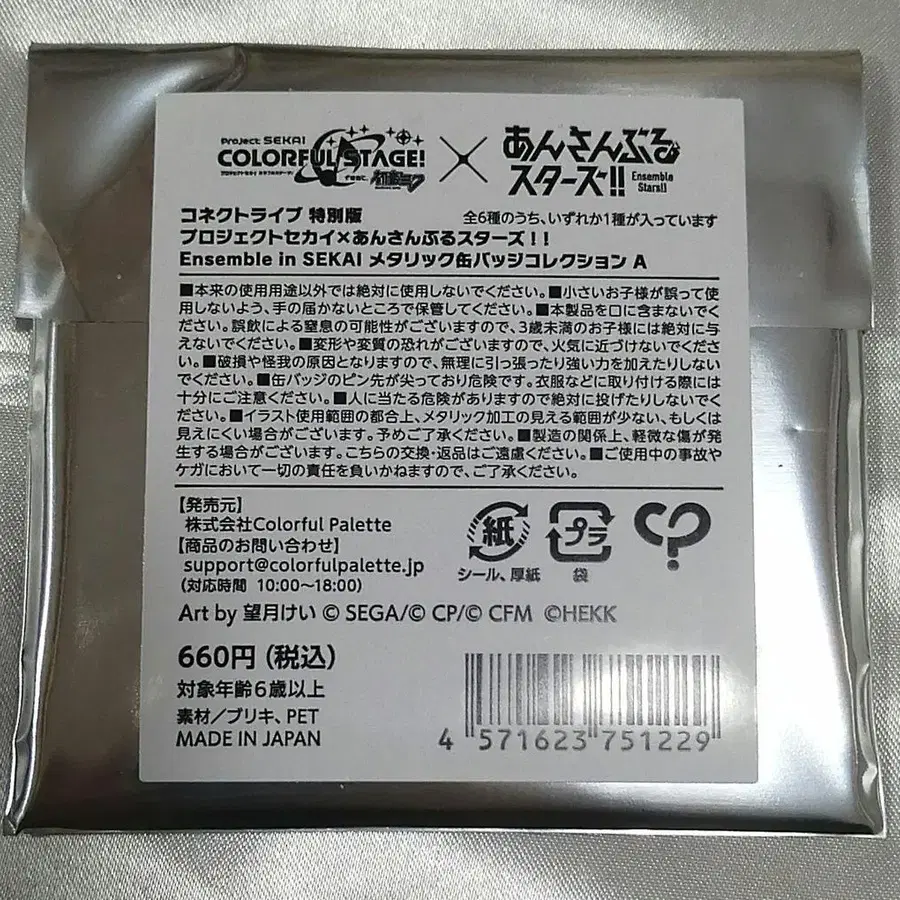 Project SEKAI
COLORFUL STAGE!
プロジェクトセカイ カラフルステージ!
feat. 初音ミク
×
あんさんぶる
スターズ!!
Ensemble
Stars!!
コネクトライブ 特別版
全6種のうち、いずれか1種が入っています
プロジェクトセカイ×あんさんぶるスターズ!!
Ensemble in SEKAI メタリック缶バッジコレクション A
■本来の使用用途以外では絶対に使用しないでください。■小さいお子様が誤って使
用しないよう、手の届かないところで保管してください。■本製品を口に含まないでく
ださい。誤飲による窒息の可能性がございますので、3歳未満のお子様には絶対に与
えないでください。■変形や変質の恐れがございますので、火気に近づけないでくださ
い。■破損や怪我の原因となりますので、無理に引っ張ったり強い力を加えたりしない
でください。■缶バッジのピン先が尖っており危険です。衣服などに取り付ける際には
十分にご注意ください。■人に当たる危険がありますので絶対に投げたりしないでく
ださい。■イラスト使用範囲の都合上、メタリック加工の見える範囲が少ない、もしくは
見えにくい場合がございます。予めご了承ください。■製造の関係上、軽微な傷が発
生する場合がございます。こちらの交換・返品はご遠慮ください。■ご使用中の事故や
ケガにおいて一切の責任を負いかねますので、ご了承ください。
【発売元】
株式会社Colorful Palette
【商品のお問い合わせ】
support@colorfulpalette.jp
(対応時間 10:00~18:00)
紙
シール、厚紙
プラ
袋
Art by 望月けい © SEGA/© CP/© CFM ©HEKK
660円(税込)
対象年齢6歳以上
素材/ブリキ、PET
MADE IN JAPAN
4 571623 751229